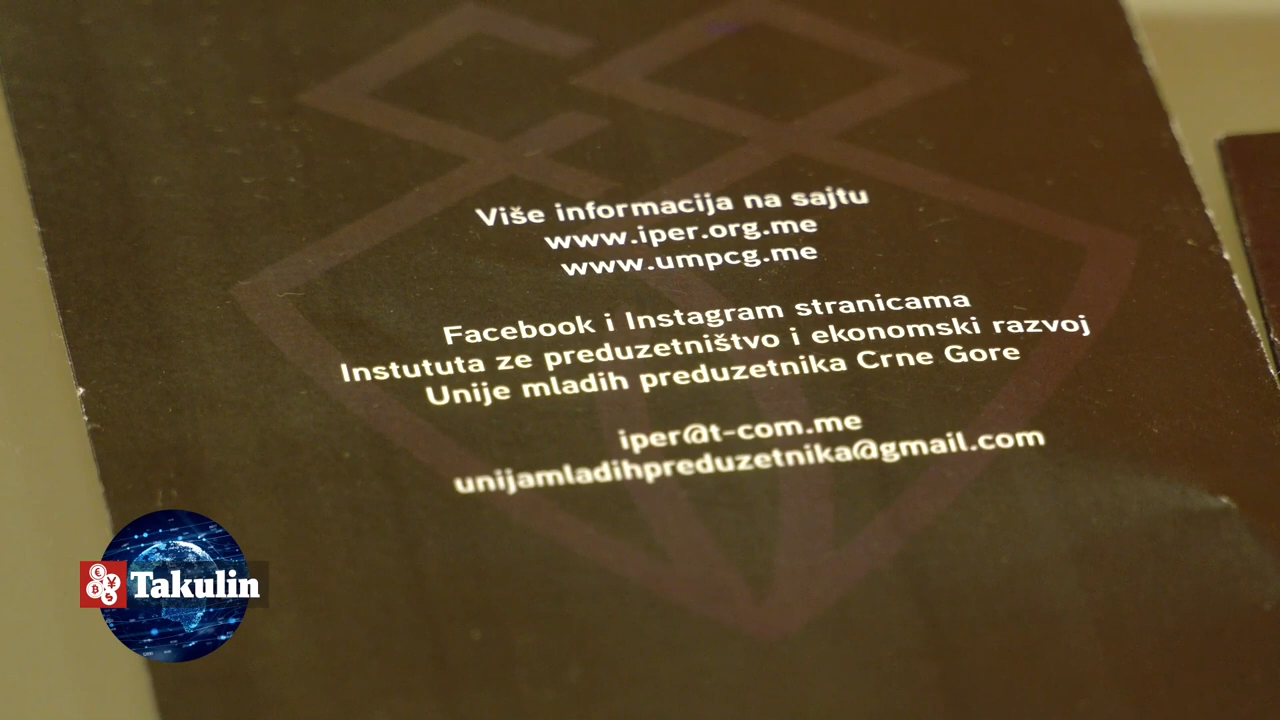 Više informacija na sajtu
www.iper.org.me
www.umpcg.me
Facebook i Instagram stranicama
Instututa ze preduzetništvo i ekonomski razvoj
Unije mladih preduzetnika Crne Gore
iper@t-com.me
unijamladihpreduzetnika@gmail.com
Takulin